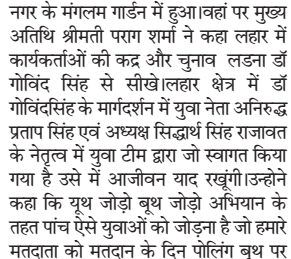 नगर के मंगलम गार्डन में हुआ।वहां पर मुख्य
अतिथि श्रीमती पराग शर्मा ने कहा लहार में
कार्यकर्ताओं की कद्र और चुनाव  लडना डॉ
गोविंद सिंह से सीखे।लहार क्षेत्र में डॉ
गोविंदसिंह के मार्गदर्शन में युवा नेता अनिरुद्ध
प्रताप सिंह एवं अध्यक्ष सिद्धार्थ सिंह राजावत
के नेतृत्व में युवा टीम द्वारा जो स्वागत किया
गया है उसे में आजीवन याद रखूंगी।उन्होने
कहा कि यूथ जोड़ो बूथ जोड़ो अभियान के
तहत पांच ऐसे युवाओं को जोड़ना है जो हमारे
मतदाता को मतदान के दिन पोलिंग बूथ पर